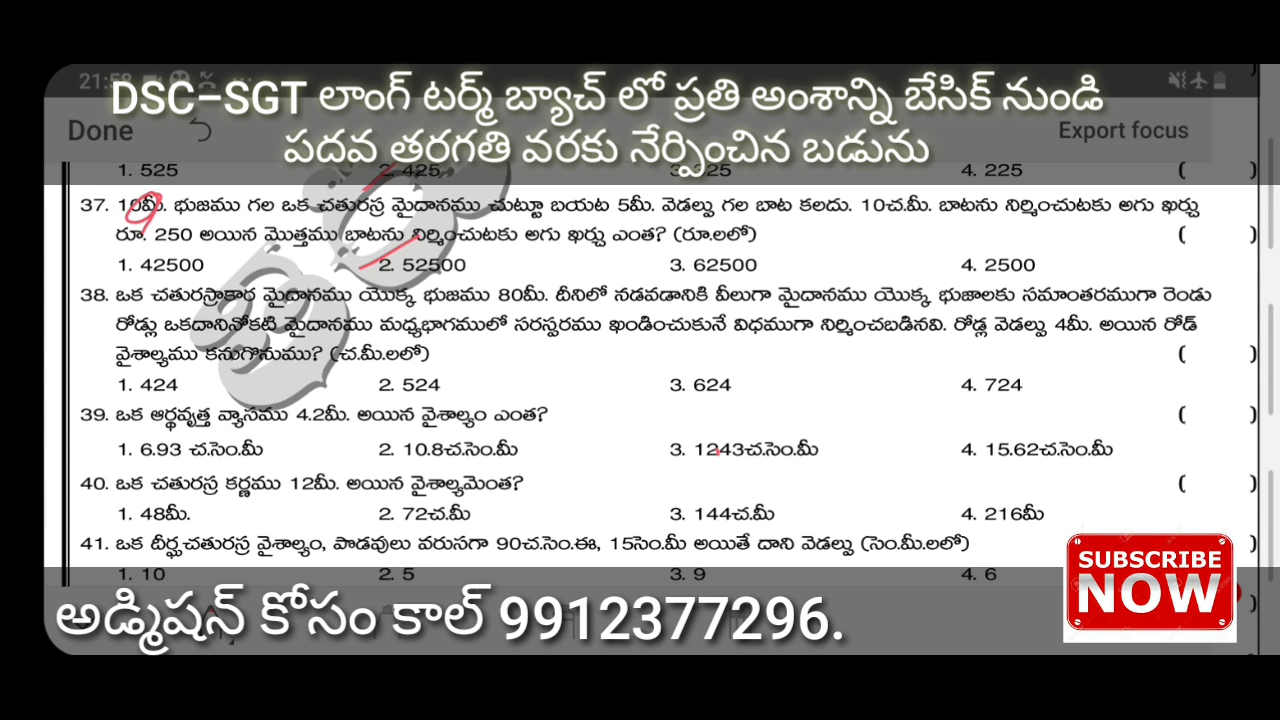 21:58
DSC-SGT లాంగ్ టర్మ్ బ్యాచ్ లో ప్రతి అంశాన్ని బేసిక్ నుండి
Done
Export focus
పదవ తరగతి వరకు నేర్పించిన బడును
1. 525 2. 425 3. 325 4. 225 ( )
37. 10మీ. భుజము గల ఒక చతురస్ర మైదానము చుట్టూ బయట 5మీ. వెడల్పు గల బాట కలదు. 10చ.మీ. బాటను నిర్మించుటకు అగు ఖర్చు
రూ. 250 అయిన మొత్తము బాటను నిర్మించుటకు అగు ఖర్చు ఎంత? (రూ.లలో) ( )
1. 42500 2. 52500 3. 62500 4. 2500
38. ఒక చతురస్రాకార మైదానము యొక్క భుజము 80మీ. దీనిలో నడవడానికి వీలుగా మైదానము యొక్క భుజాలకు సమాంతరముగా రెండు
రోడ్లు ఒకదానినొకటి మైదానము మధ్యభాగములో సరస్వరము ఖండించుకునే విధముగా నిర్మించబడినవి. రోడ్ల వెడల్పు 4మీ. అయిన రోడ్
వైశాల్యము కనుగొనుము? (చ.మీ.లలో) ( )
1. 424 2. 524 3. 624 4. 724
39. ఒక ఆర్థవృత్త వ్యాసము 4.2మీ. అయిన వైశాల్యం ఎంత? ( )
1. 6.93 చ.సెం.మీ 2. 10.8చ.సెం.మీ 3. 1243చ.సెం.మీ 4. 15.62చ.సెం.మీ
40. ఒక చతురస్ర కర్ణము 12మీ. అయిన వైశాల్యమెంత? ( )
1. 48మీ. 2. 72చ.మీ 3. 144చ.మీ 4. 216మీ
41. ఒక దీర్ఘచతురస్ర వైశాల్యం, పొడవులు వరుసగా 90చ.సెం.ఈ, 15సెం.మీ అయితే దాని వెడల్పు (సెం.మీ.లలో) )
1. 10 2. 5 3. 9 4. 6
SUBSCRIBE
NOW
అడ్మిషన్ కోసం కాల్ 9912377296.